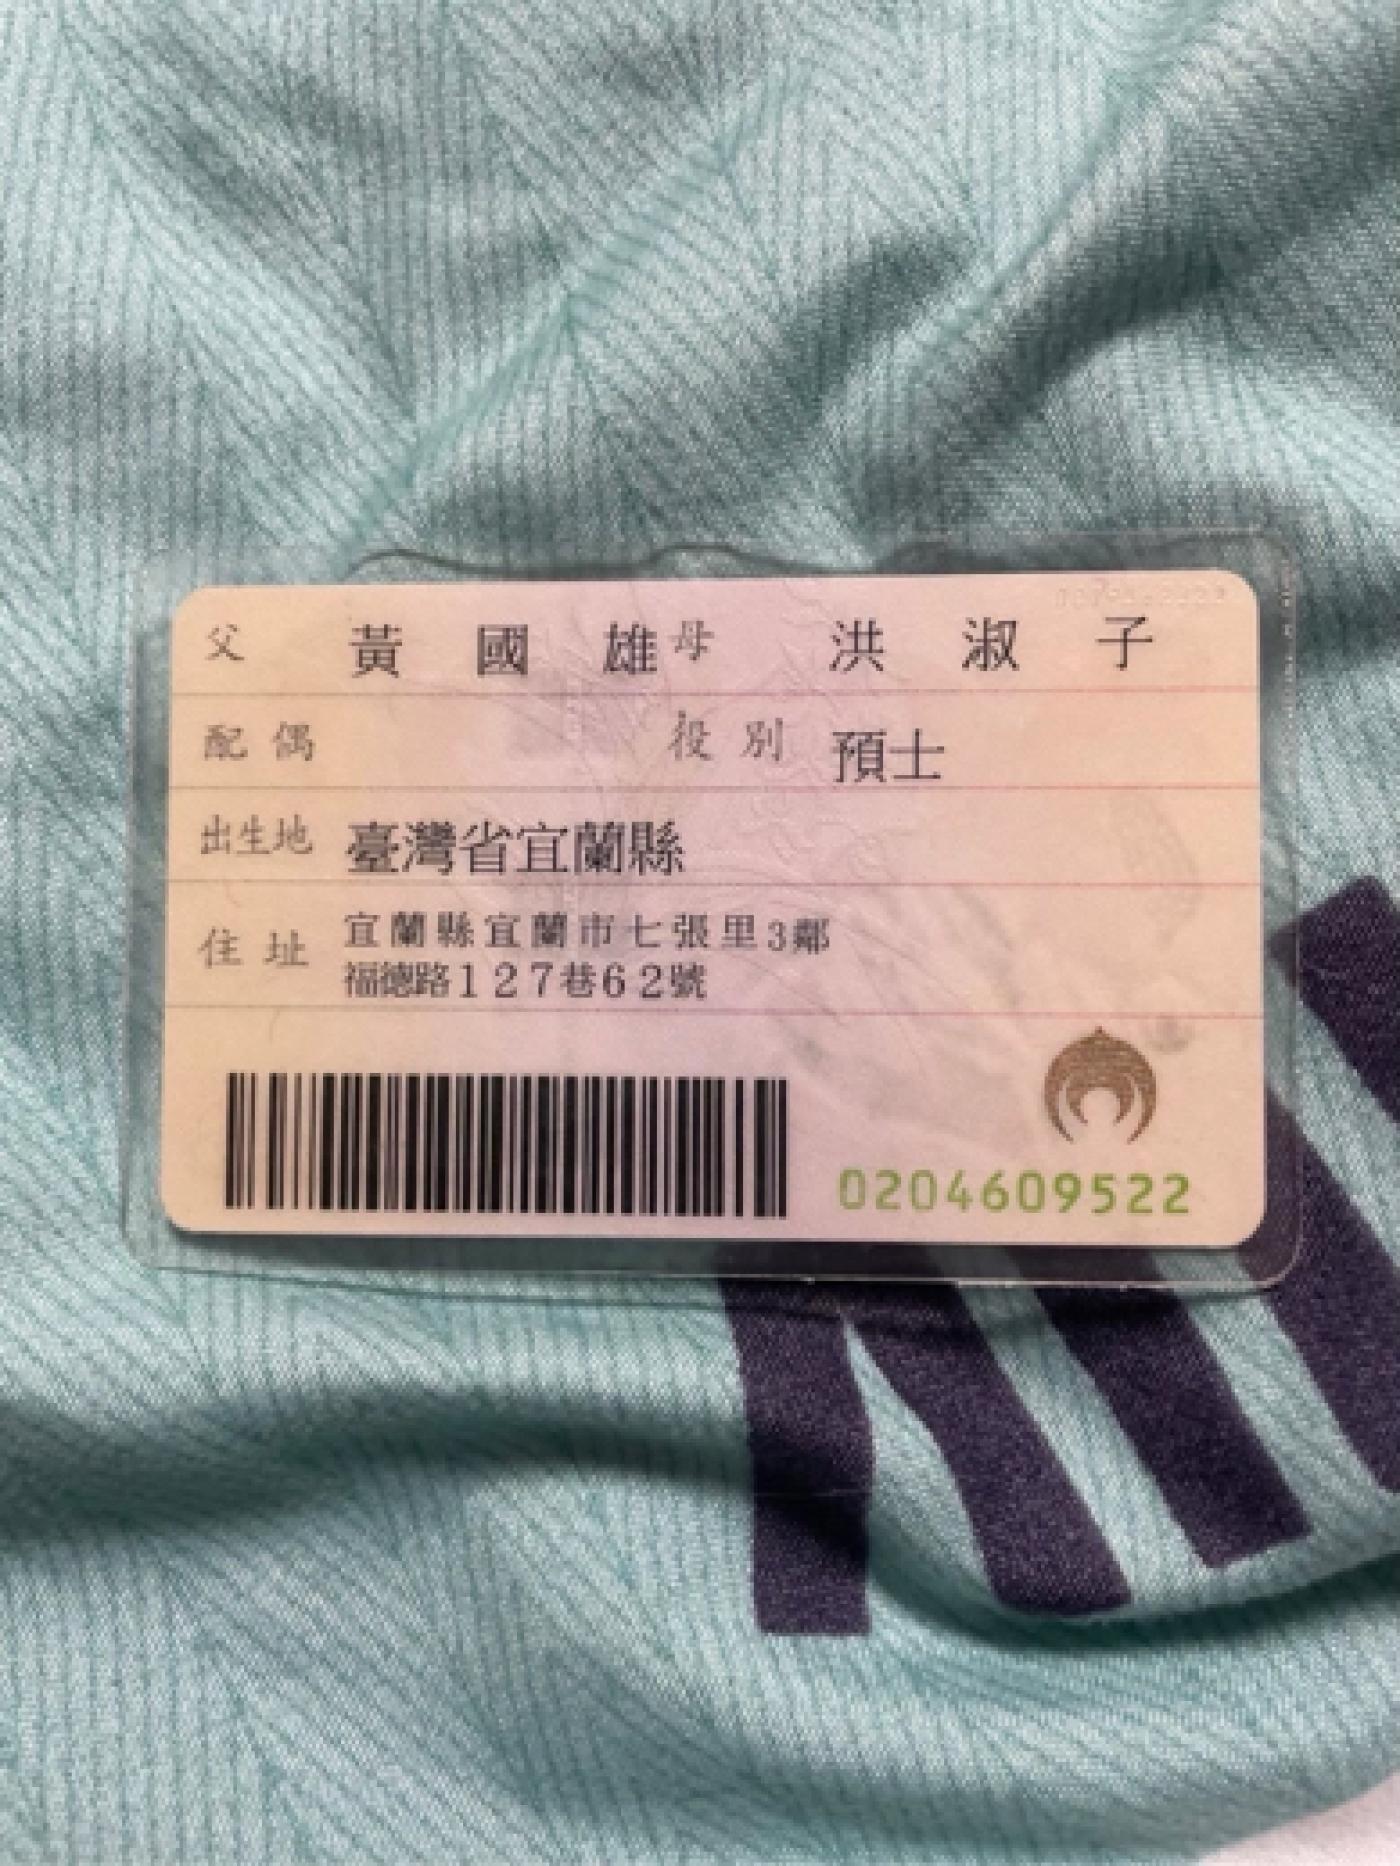 父 黃國雄 母 洪淑子
配偶 役別 預士
出生地 臺灣省宜蘭縣
住址 宜蘭縣宜蘭市七張里3鄰
福德路127巷62號
0204609522